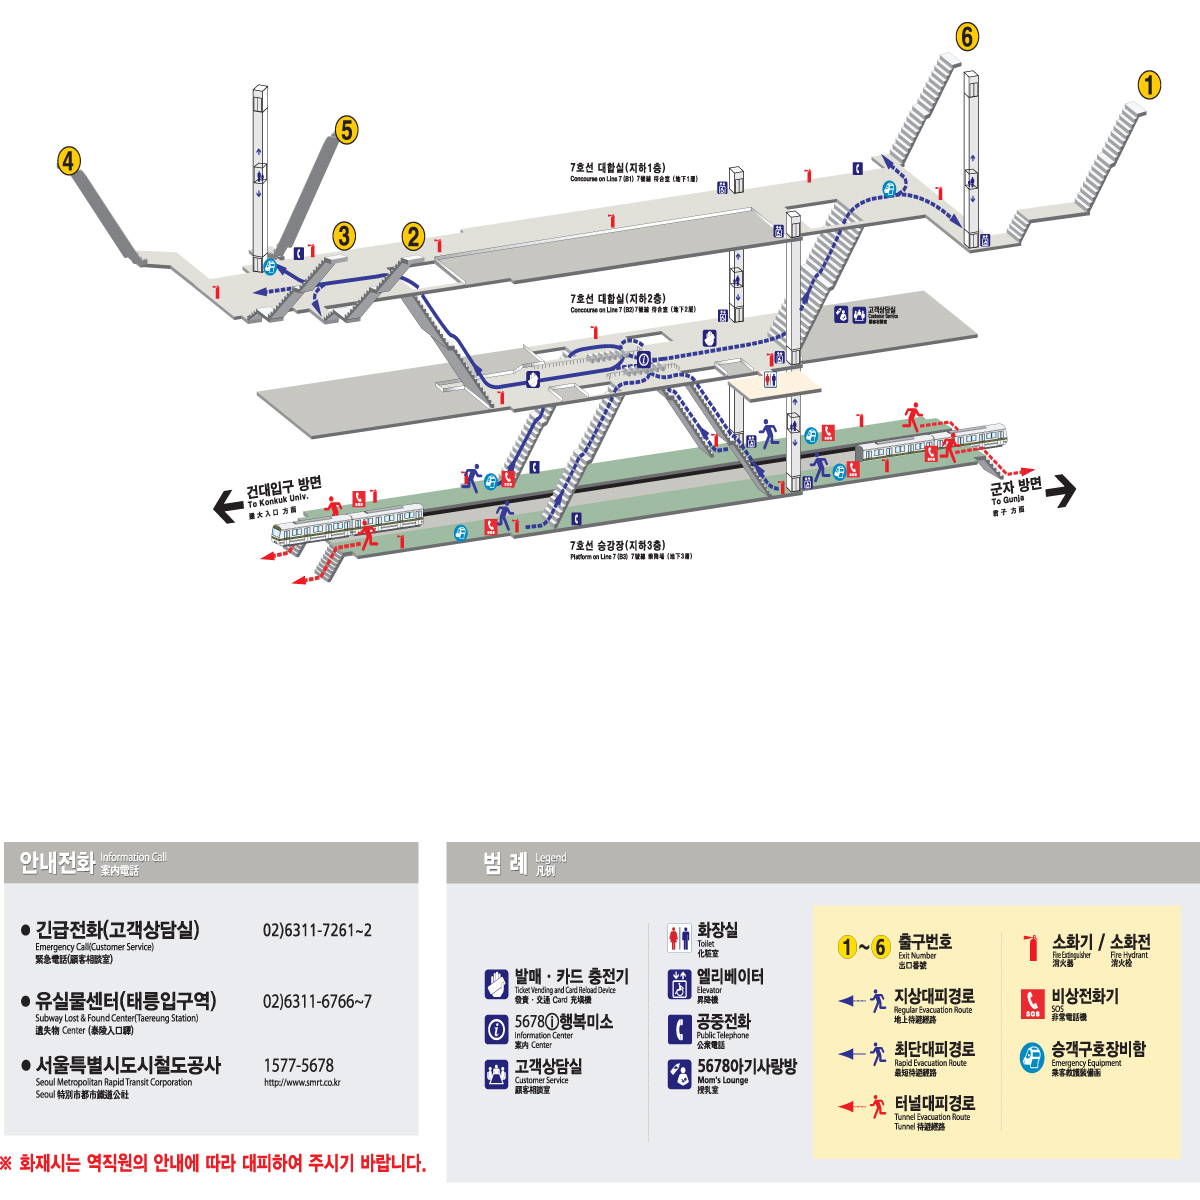 6
1
5
4
7호선 대합실(지하1층)
Concourse on Line 7 (B1) 7號線 待合室 (地下1層)
3
2
7호선 대합실(지하2층)
Concourse on Line 7 (B2) 7號線 待合室 (地下2層)
고객상담실
Customer Service
顧客相談室
건대입구 방면
To Konkuk Univ.
建大入口 方面
군자 방면
To Gunja
君子 方面
SOS
SOS
SOS
SOS
SOS
SOS
7호선 승강장(지하3층)
Platform on Line 7 (B3) 7號線 乘降場 (地下3層)
안내전화 Information Call
案內電話
● 긴급전화(고객상담실) 02)6311-7261~2
Emergency Call(Customer Service)
緊急電話(顧客相談室)
● 유실물센터(태릉입구역) 02)6311-6766~7
Subway Lost & Found Center(Taereung Station)
遺失物 Center (泰陵入口驛)
● 서울특별시도시철도공사 1577-5678
Seoul Metropolitan Rapid Transit Corporation http://www.smrt.co.kr
Seoul 特別市都市鐵道公社
※ 화재시는 역직원의 안내에 따라 대피하여 주시기 바랍니다.
범 례 Legend
凡例
발매 · 카드 충전기
Ticket Vending and Card Reload Device
發賣 · 交通 Card 充塡機
5678ⓘ행복미소
Information Center
案內 Center
고객상담실
Customer Service
顧客相談室
화장실
Toilet
化粧室
엘리베이터
Elevator
昇降機
공중전화
Public Telephone
公衆電話
5678아기사랑방
Mom's Lounge
授乳室
1~6 출구번호
Exit Number
出口番號
지상대피경로
Regular Evacuation Route
地上待避經路
최단대피경로
Rapid Evacuation Route
最短待避經路
터널대피경로
Tunnel Evacuation Route
Tunnel 待避經路
소화기 / 소화전
Fire Extinguisher Fire Hydrant
消火器 消火栓
SOS 비상전화기
SOS
非常電話機
승객구호장비함
Emergency Equipment
乘客救護裝備函